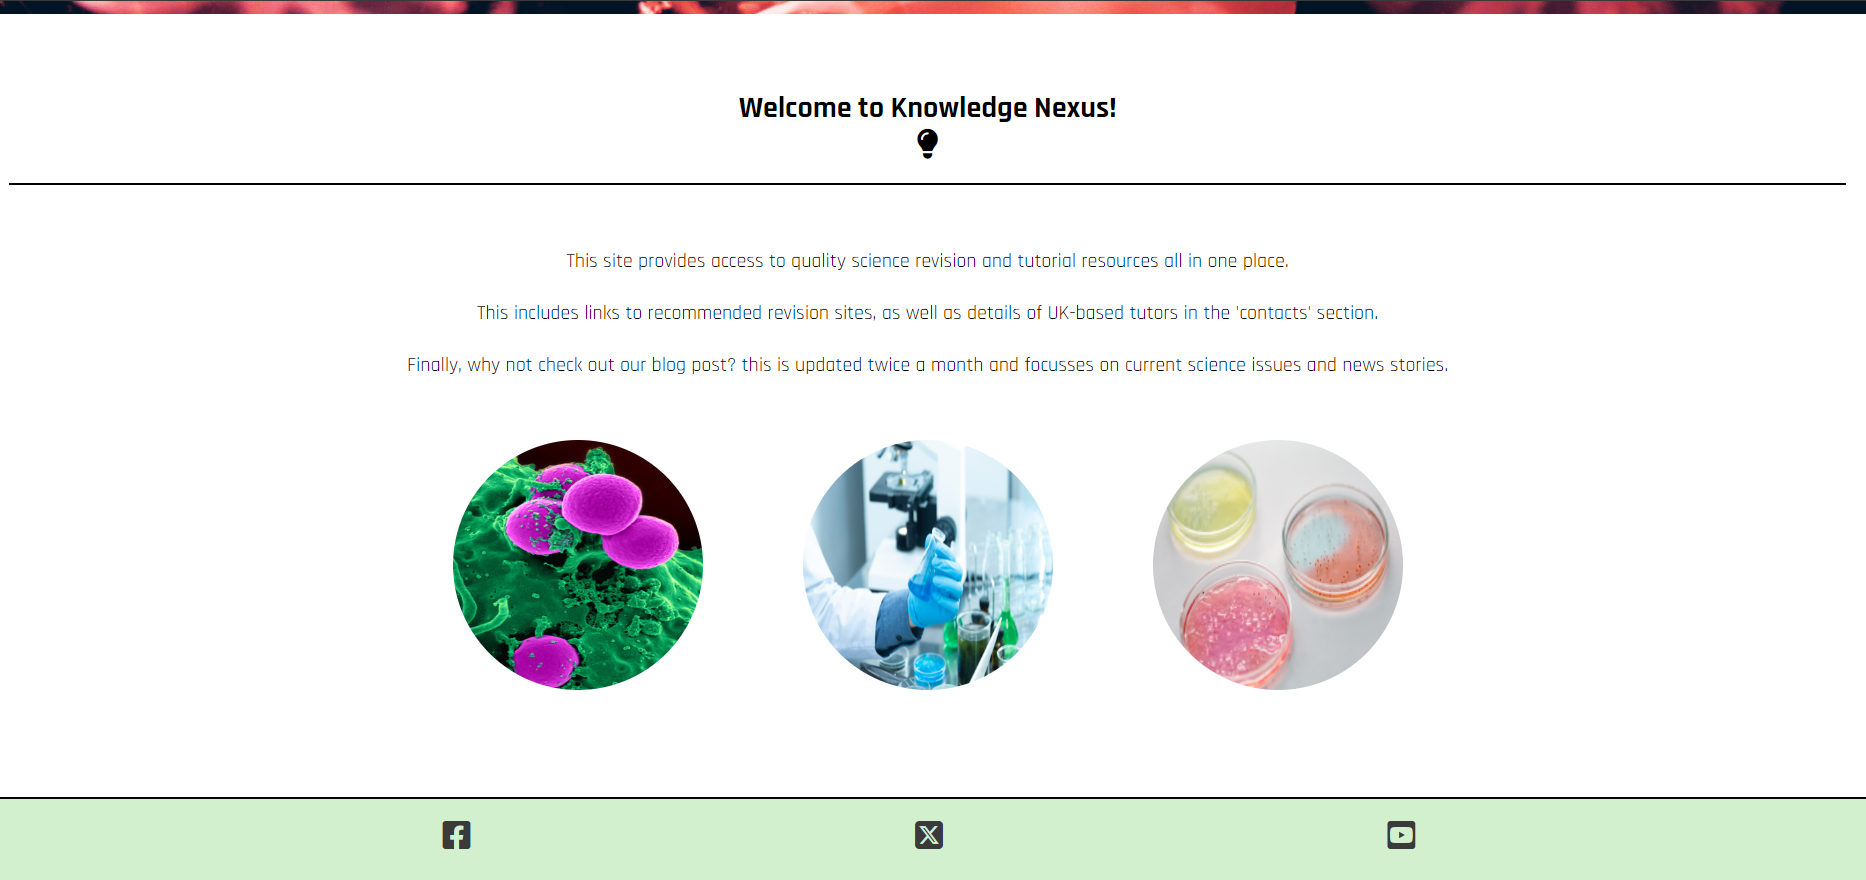 Welcome to Knowledge Nexus!
This site provides access to quality science revision and tutorial resources all in one place.
This includes links to recommended revision sites, as well as details of UK-based tutors in the 'contacts' section.
Finally, why not check out our blog post? this is updated twice a month and focusses on current science issues and news stories.